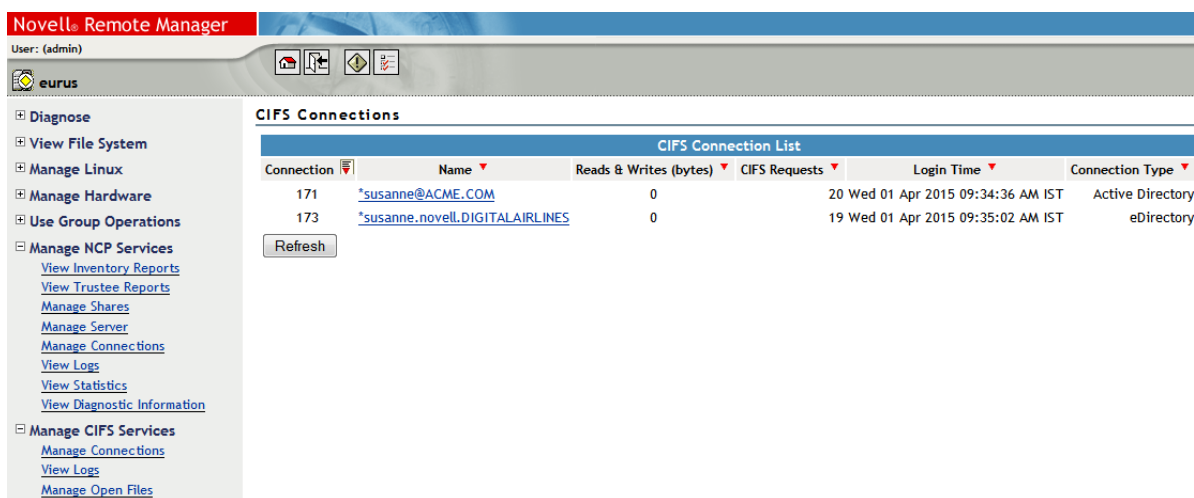 Novell® Remote Manager
User: (admin)
eurus
Diagnose
View File System
Manage Linux
Manage Hardware
Use Group Operations
Manage NCP Services
View Inventory Reports
View Trustee Reports
Manage Shares
Manage Server
Manage Connections
View Logs
View Statistics
View Diagnostic Information
Manage CIFS Services
Manage Connections
View Logs
Manage Open Files
CIFS Connections
CIFS Connection List
Connection Name Reads & Writes (bytes) CIFS Requests Login Time Connection Type
171 *susanne@ACME.COM 0 20 Wed 01 Apr 2015 09:34:36 AM IST Active Directory
173 *susanne.novell.DIGITALAIRLINES 0 19 Wed 01 Apr 2015 09:35:02 AM IST eDirectory
Refresh